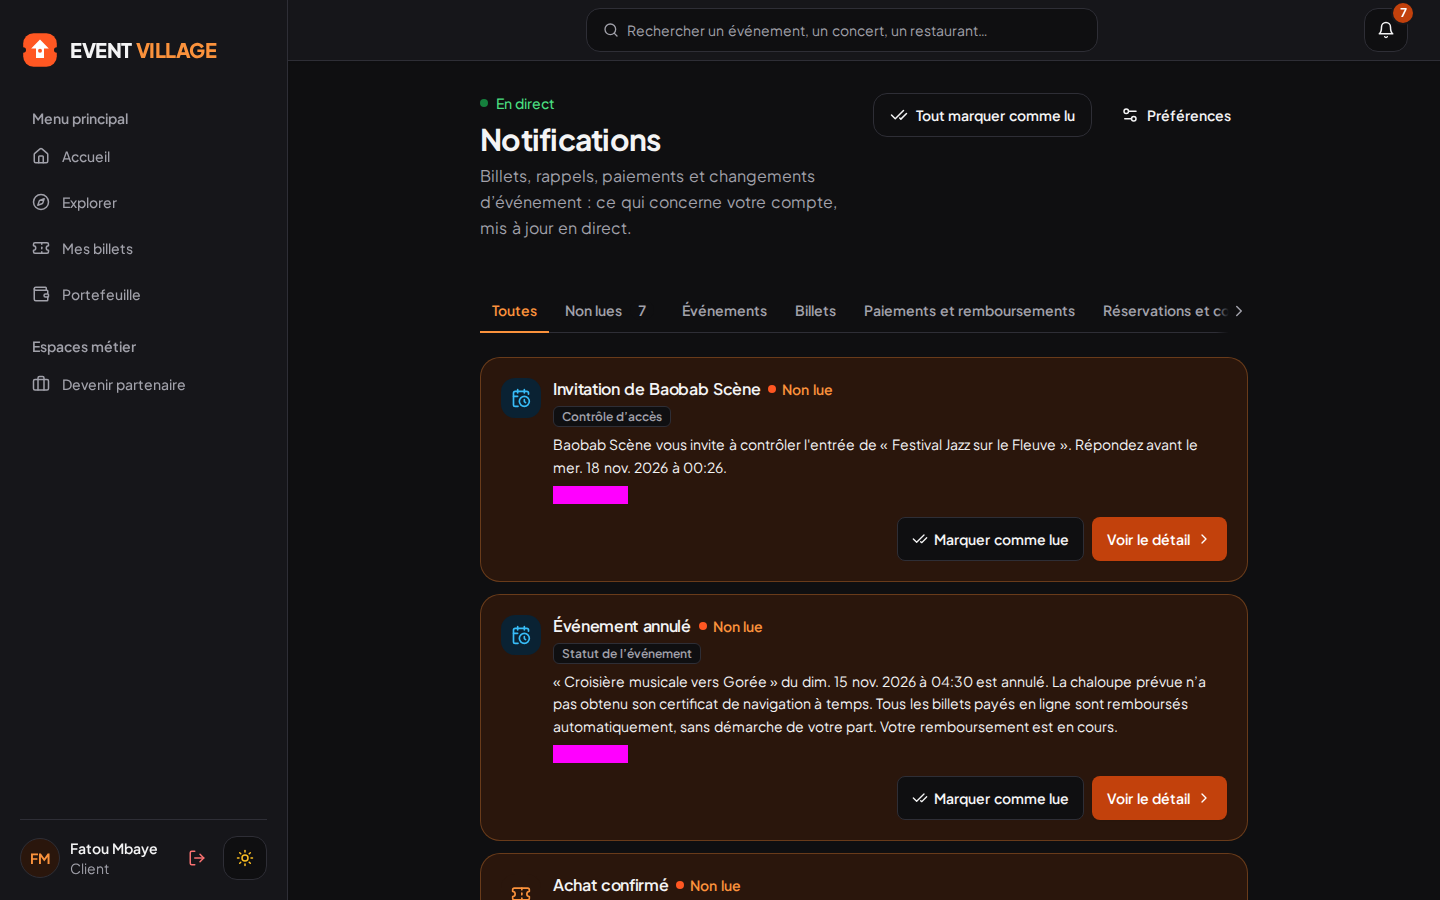 EVENT VILLAGE
Menu principal
Accueil
Explorer
Mes billets
Portefeuille
Espaces métier
Devenir partenaire
FM
Fatou Mbaye
Client
Rechercher un événement, un concert, un restaurant…
7
En direct
Notifications
Billets, rappels, paiements et changements
d’événement : ce qui concerne votre compte,
mis à jour en direct.
Tout marquer comme lu
Préférences
Toutes
Non lues 7
Événements
Billets
Paiements et remboursements
Réservations et
Invitation de Baobab Scène
Non lue
Contrôle d’accès
Baobab Scène vous invite à contrôler l'entrée de « Festival Jazz sur le Fleuve ». Répondez avant le
mer. 18 nov. 2026 à 00:26.
Marquer comme lue
Voir le détail
Événement annulé
Non lue
Statut de l’événement
« Croisière musicale vers Gorée » du dim. 15 nov. 2026 à 04:30 est annulé. La chaloupe prévue n’a
pas obtenu son certificat de navigation à temps. Tous les billets payés en ligne sont remboursés
automatiquement, sans démarche de votre part. Votre remboursement est en cours.
Marquer comme lue
Voir le détail
Achat confirmé
Non lue